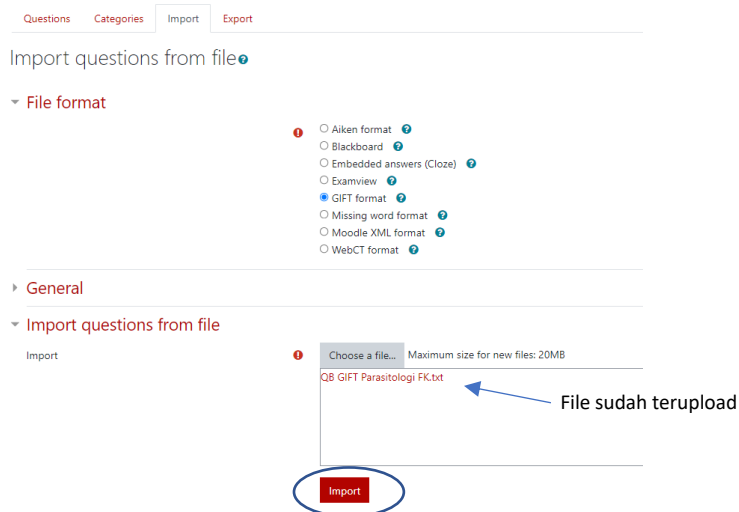 Questions Categories Import Export
Import questions from file
File format
Aiken format
Blackboard
Embedded answers (Cloze)
Examview
GIFT format
Missing word format
Moodle XML format
WebCT format
General
Import questions from file
Import Choose a file... Maximum size for new files: 20MB
QB GIFT Parasitologi FK.txt
File sudah terupload
Import